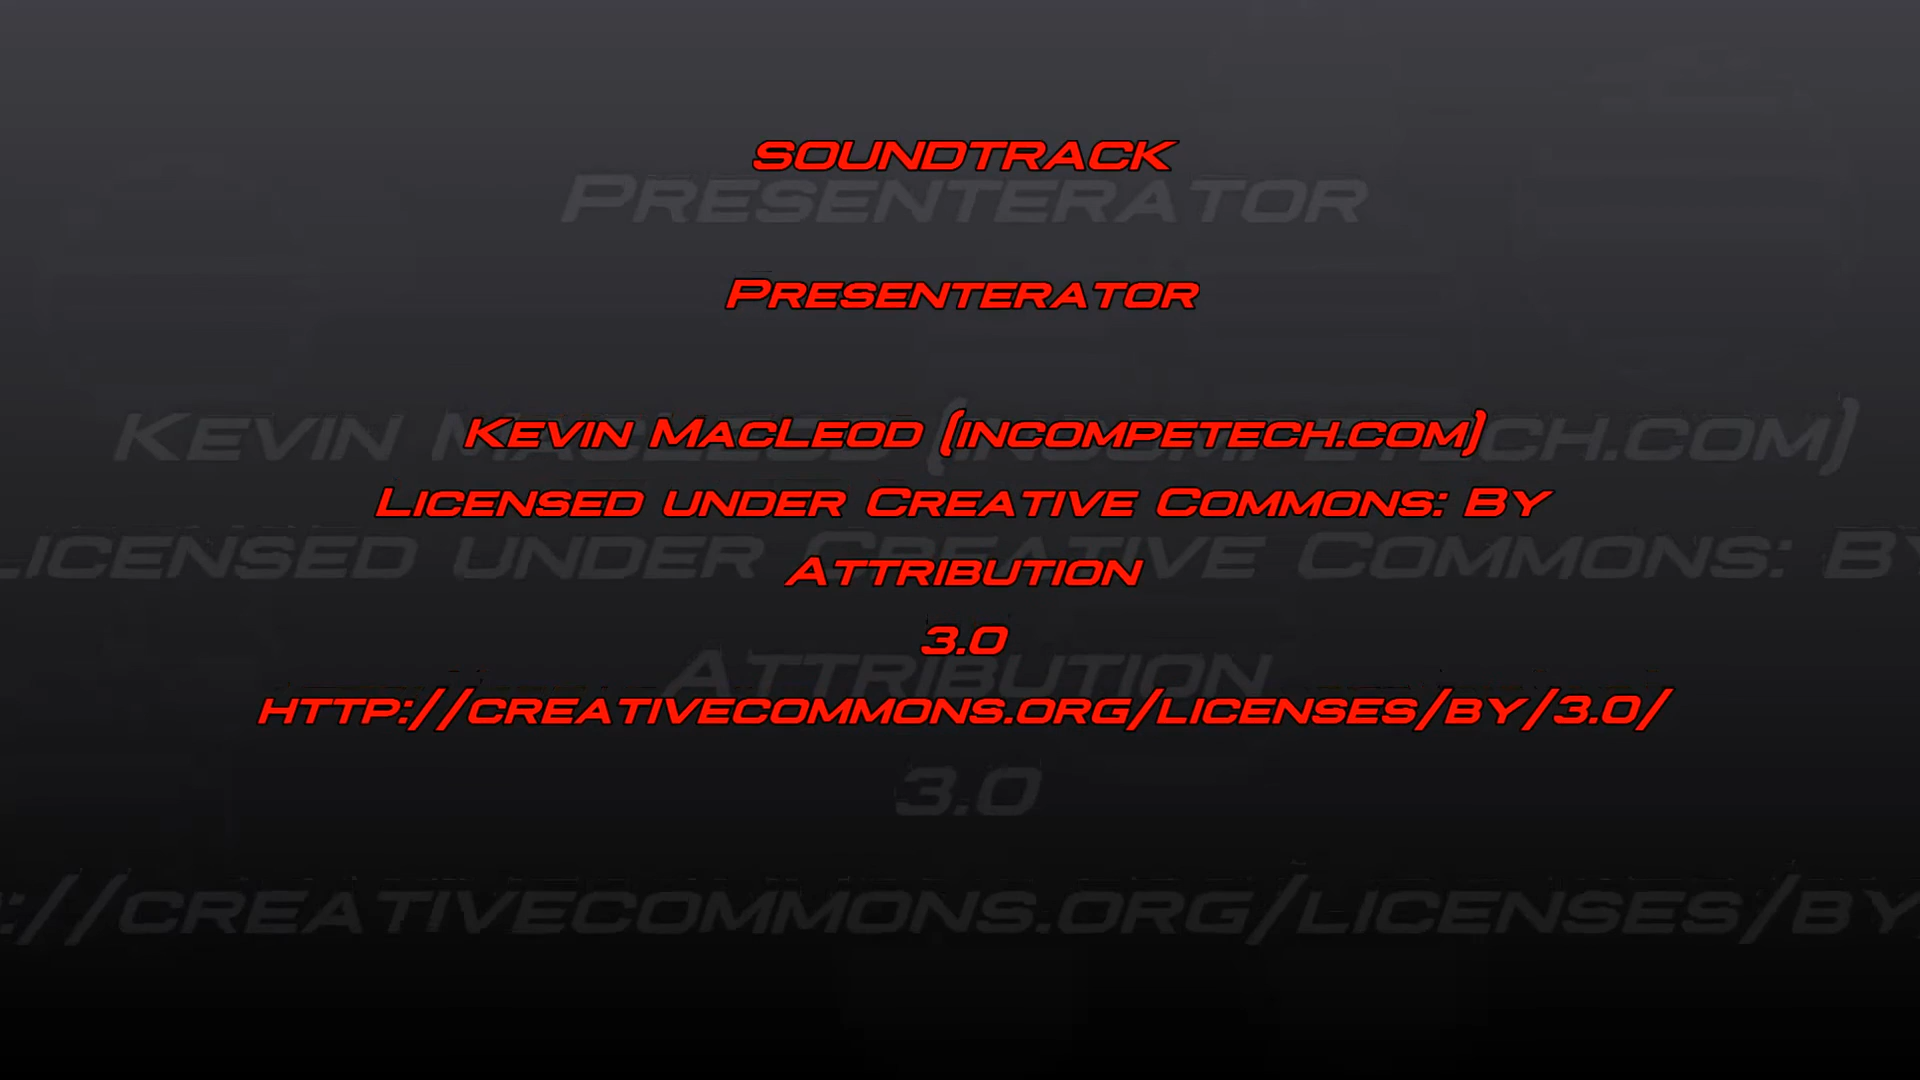 SOUNDTRACK
PRESENTERATOR
KEVIN MACLEOD (INCOMPETECH.COM)
LICENSED UNDER CREATIVE COMMONS: BY
ATTRIBUTION
3.0
HTTP://CREATIVECOMMONS.ORG/LICENSES/BY/3.0/